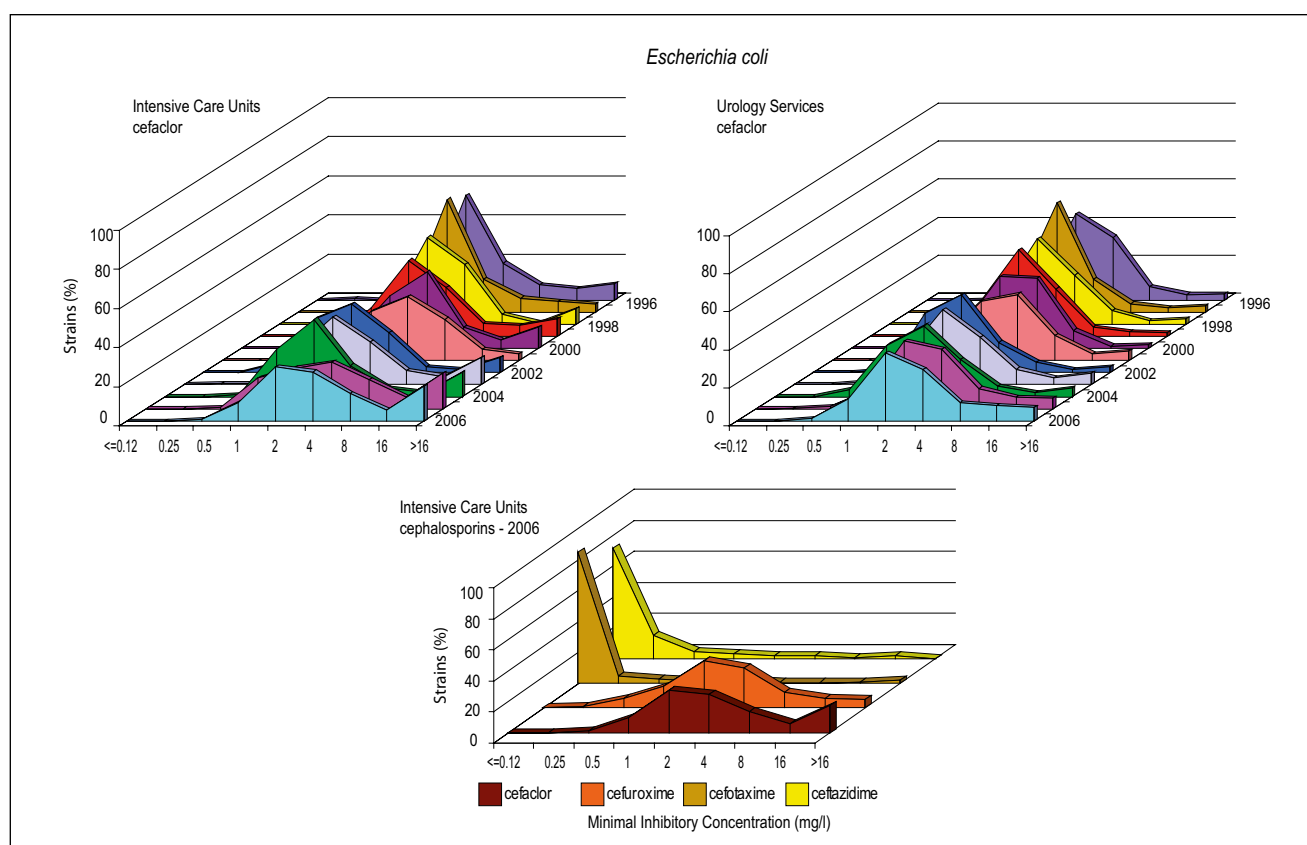 Escherichia coli
Intensive Care Units
cefaclor
Strains (%)
100
80
60
40
20
0
<=0.12 0.25 0.5 1 2 4 8 16 >16
1996
1998
2000
2002
2004
2006
Urology Services
cefaclor
100
80
60
40
20
0
<=0.12 0.25 0.5 1 2 4 8 16 >16
1996
1998
2000
2002
2004
2006
Intensive Care Units
cephalosporins - 2006
Strains (%)
100
80
60
40
20
0
<=0.12 0.25 0.5 1 2 4 8 16 >16
cefaclor cefuroxime cefotaxime ceftazidime
Minimal Inhibitory Concentration (mg/l)